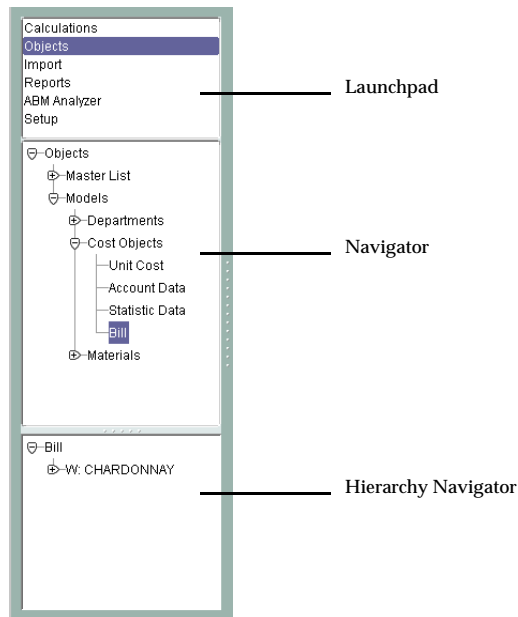 Calculations
Objects
Import
Reports
ABM Analyzer
Setup
Launchpad
Objects
Master List
Models
Departments
Cost Objects
Unit Cost
Account Data
Statistic Data
Bill
Materials
Navigator
Bill
W: CHARDONNAY
Hierarchy Navigator